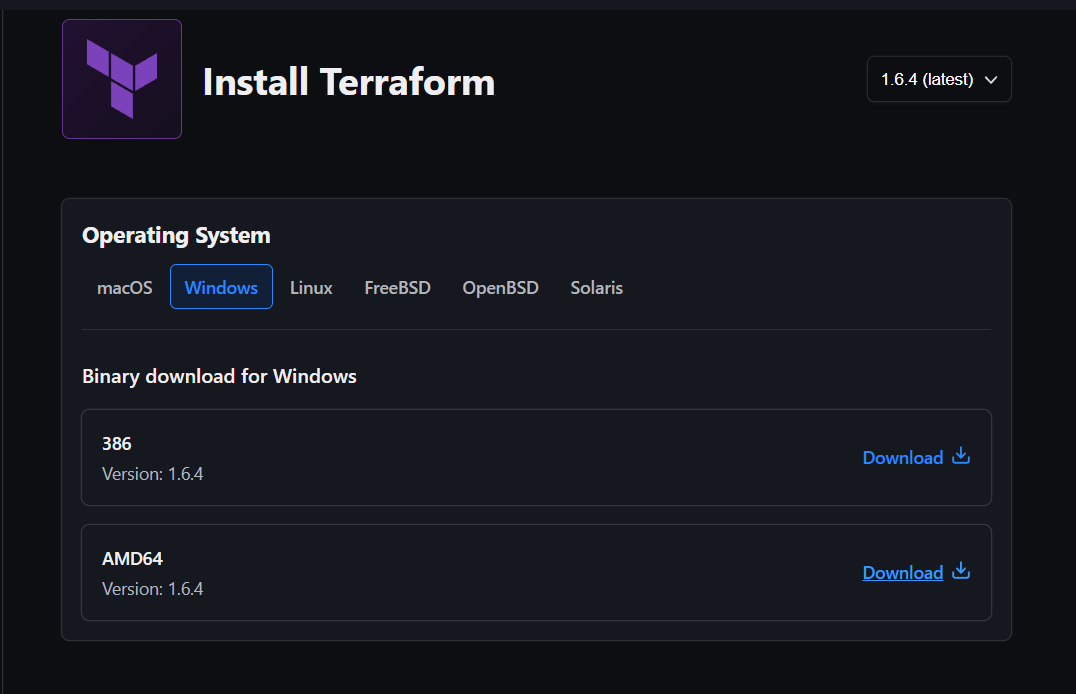 Install Terraform
1.6.4 (latest)
Operating System
macOS Windows Linux FreeBSD OpenBSD Solaris
Binary download for Windows
386
Version: 1.6.4
Download
AMD64
Version: 1.6.4
Download